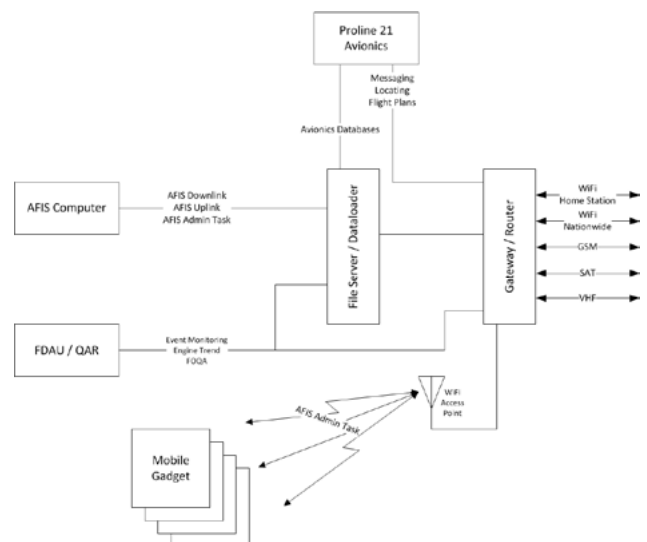 Proline 21
Avionics
Messaging
Locating
Flight Plans
Avionics Databases
AFIS Computer
AFIS Downlink
AFIS Uplink
AFIS Admin Task
File Server / Dataloader
Gateway / Router
WiFi
Home Station
WiFi
Nationwide
GSM
SAT
VHF
FDAU / QAR
Event Monitoring
Engine Trend
FOQA
WiFi
Access
Point
AFIS Admin Task
Mobile
Gadget